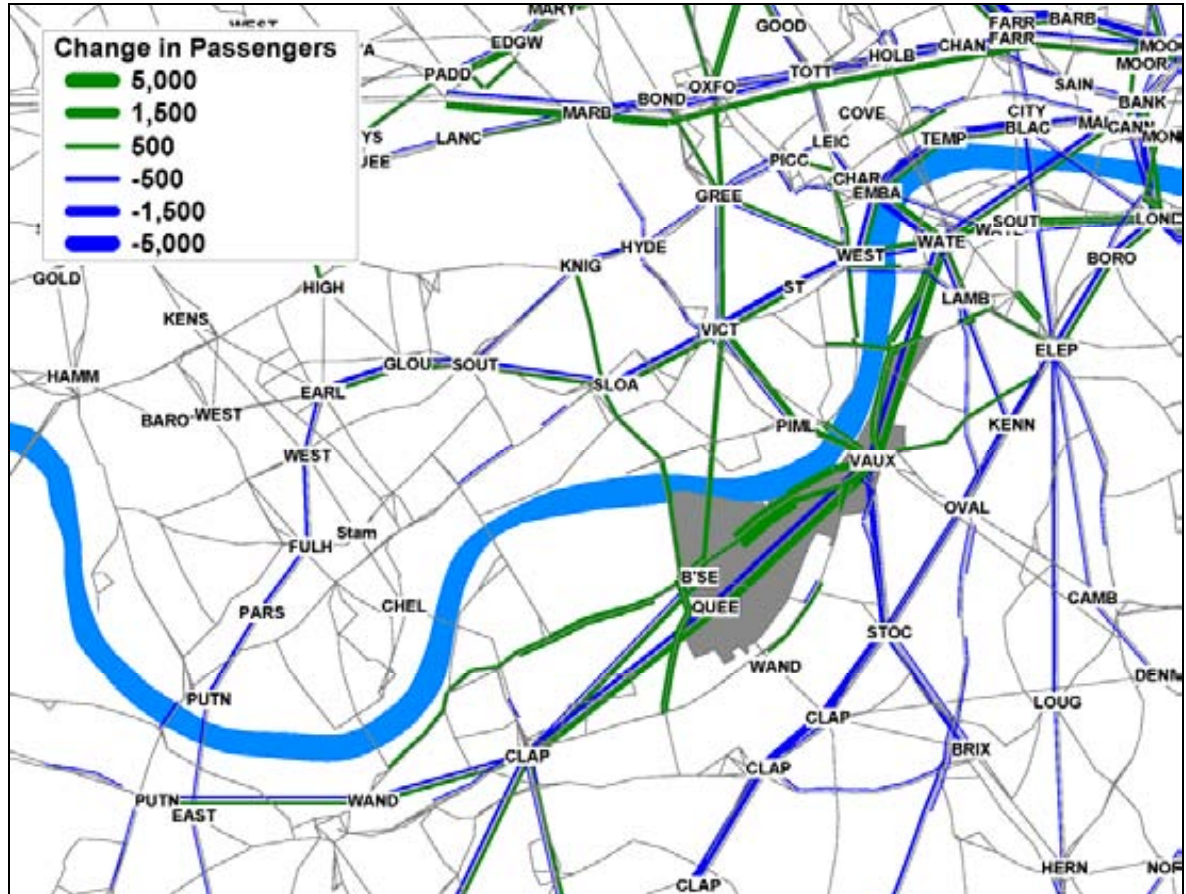 MARY
GOOD
FARR
BARB
EDGW
FARR
CHAN
MOO
Change in Passengers
HOLB
MOOR
PADD
TOTT
5,000
OXFO
SAIN
1,500
BOND
BANK
MARB
COVE
CITY
MAI
CANN
500
LANC
LEIC
TEMP
BLAC
MON
-500
PICC
CHAR
-1,500
GREE
EMBA
-5,000
SOUT
LOND
HYDE
WEST
WATE
KNIG
BORO
GOLD
HIGH
ST
LAMB
KENS
VICT
ELEP
GLOU
SOUT
HAMM
EARL
SLOA
BARO
WEST
PIML
KENN
WEST
VAUX
OVAL
Stam
FULH
B'SE
CAMB
PARS
CHEL
QUEE
STOC
WAND
DENM
PUTN
LOUG
CLAP
CLAP
BRIX
CLAP
PUTN
WAND
EAST
HERN
NOF
CLAP